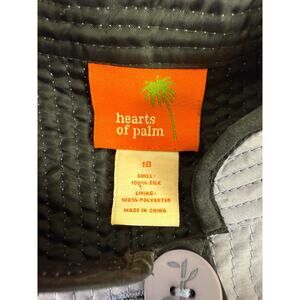 hearts
of palm
10
SHELL:
100% SILK
LINING:
100% POLYESTER
MADE IN CHINA